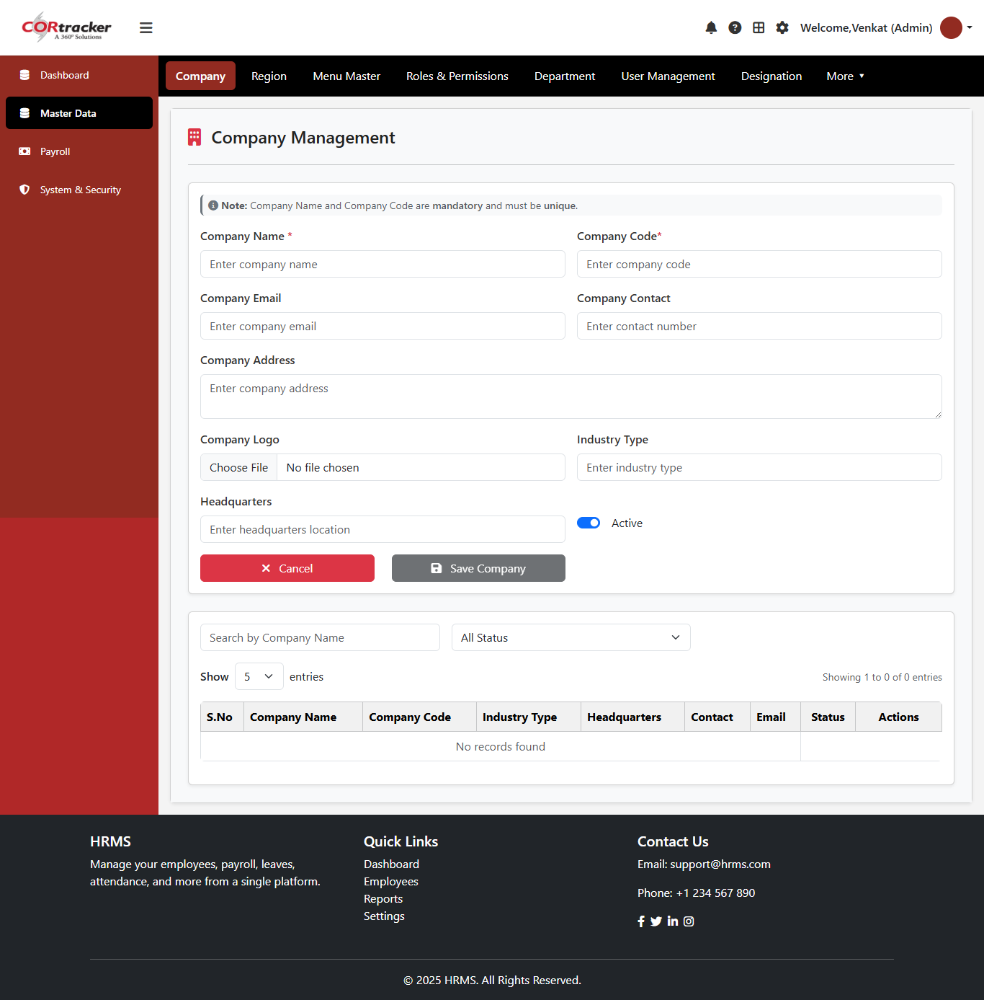 CORtracker
A 360° Solutions
Welcome,Venkat (Admin)
Dashboard
Master Data
Payroll
System & Security
Company Region Menu Master Roles & Permissions Department User Management Designation More
Company Management
Note: Company Name and Company Code are mandatory and must be unique.
Company Name * Company Code*
Enter company name Enter company code
Company Email Company Contact
Enter company email Enter contact number
Company Address
Enter company address
Company Logo Industry Type
Choose File No file chosen Enter industry type
Headquarters
Enter headquarters location Active
Cancel Save Company
Search by Company Name All Status
Show 5 entries Showing 1 to 0 of 0 entries
S.No Company Name Company Code Industry Type Headquarters Contact Email Status Actions
No records found
HRMS
Manage your employees, payroll, leaves,
attendance, and more from a single platform.
Quick Links
Dashboard
Employees
Reports
Settings
Contact Us
Email: support@hrms.com
Phone: +1 234 567 890
© 2025 HRMS. All Rights Reserved.